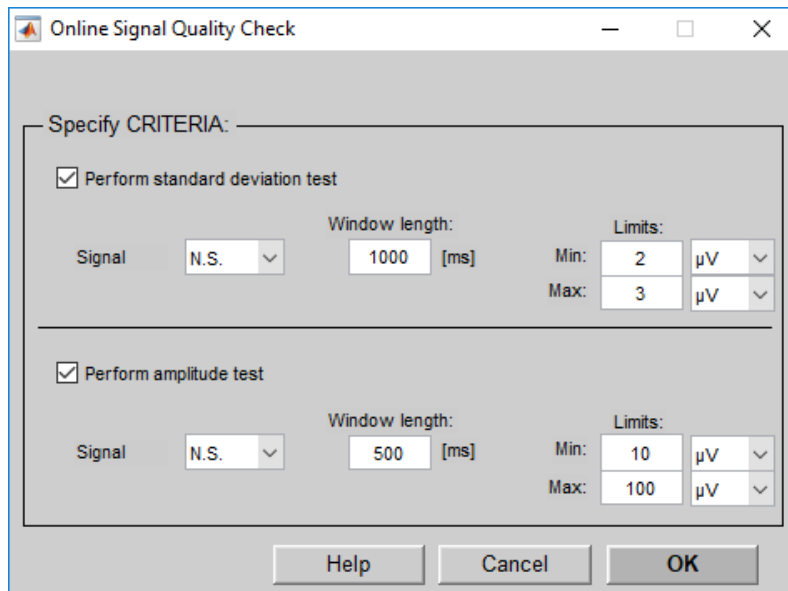 Online Signal Quality Check
Specify CRITERIA:
Perform standard deviation test
Window length:
Limits:
Signal N.S. 1000 [ms] Min: 2 µV
Max: 3 µV
Perform amplitude test
Window length:
Limits:
Signal N.S. 500 [ms] Min: 10 µV
Max: 100 µV
Help Cancel OK